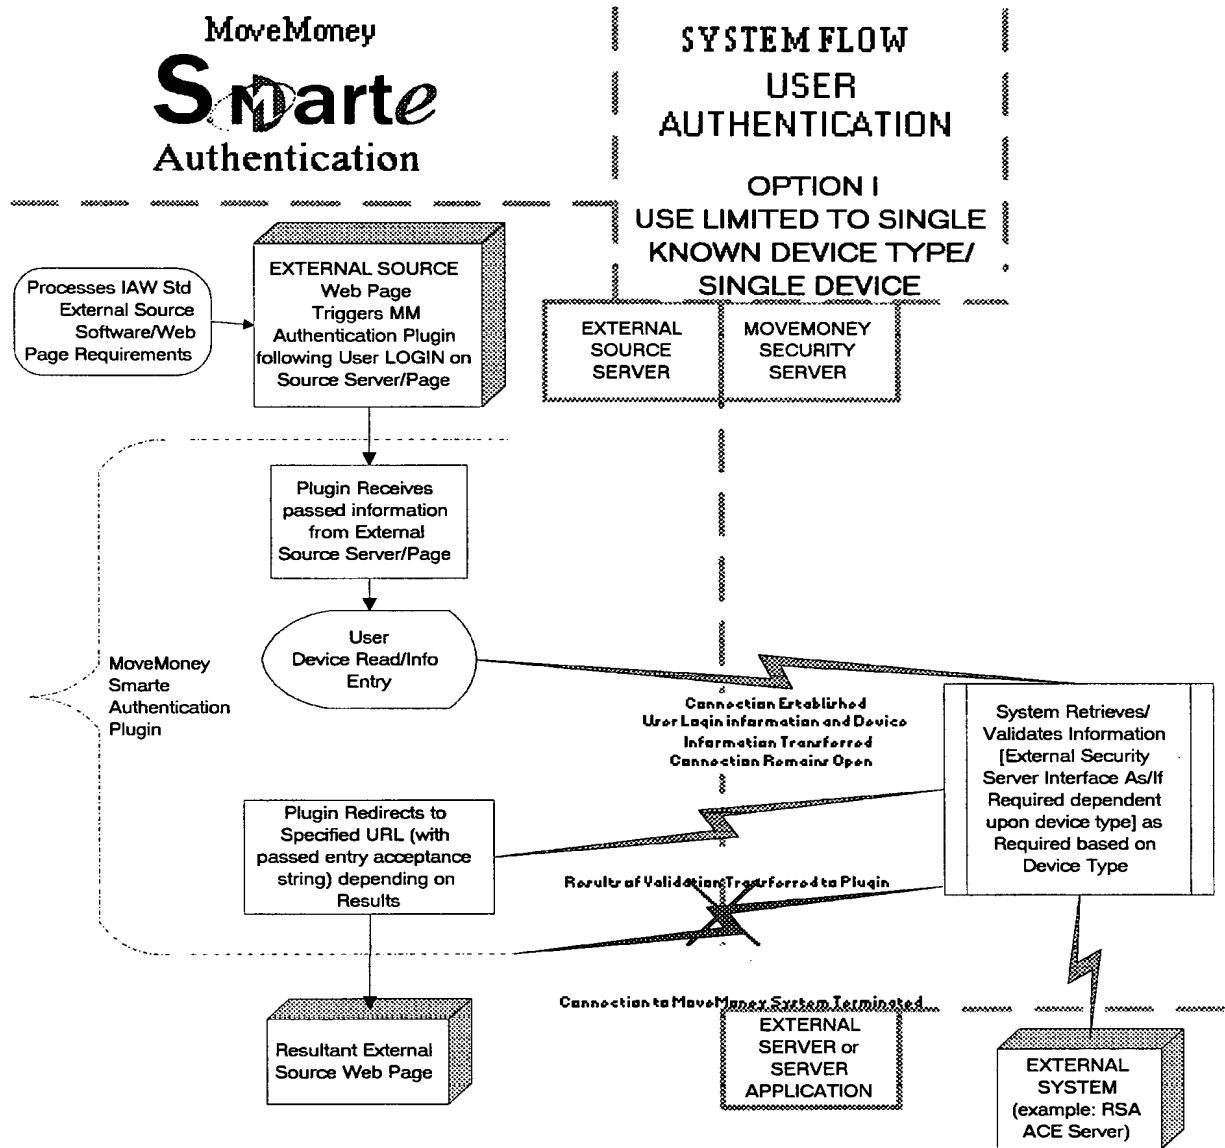 MoveMoney
Smarte
Authentication
SYSTEM FLOW
USER
AUTHENTICATION
OPTION I
USE LIMITED TO SINGLE
KNOWN DEVICE TYPE/
SINGLE DEVICE
Processes IAW Std
External Source
Software/Web
Page Requirements
EXTERNAL SOURCE
Web Page
Triggers MM
Authentication Plugin
following User LOGIN on
Source Server/Page
EXTERNAL
SOURCE
SERVER
MOVEMONEY
SECURITY
SERVER
Plugin Receives
passed information
from External
Source Server/Page
User
Device Read/Info
Entry
MoveMoney
Smarte
Authentication
Plugin
Connection Established
User Login information and Device
Information Transferred
Connection Remains Open
System Retrieves/
Validates Information
[External Security
Server Interface As/If
Required dependent
upon device type] as
Required based on
Device Type
Plugin Redirects to
Specified URL (with
passed entry acceptance
string) depending on
Results
Results of Validation Transferred to Plugin
Connection to MoveMoney System Terminated
Resultant External
Source Web Page
EXTERNAL
SERVER or
SERVER
APPLICATION
EXTERNAL
SYSTEM
(example: RSA
ACE Server)